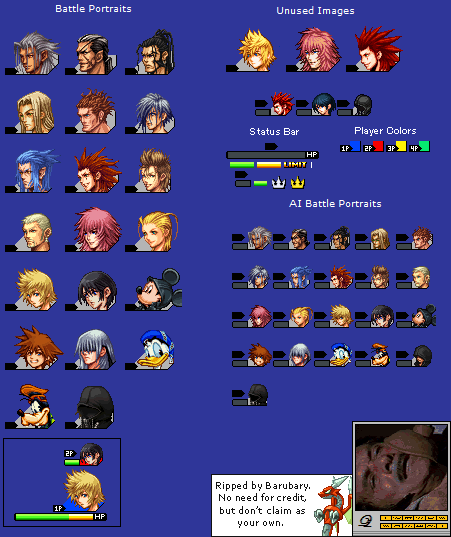 Battle Portraits
Unused Images
Status Bar
HP
LIMIT
Player Colors
1P 2P 3P 4P
AI Battle Portraits
2P
1P
HP
Ripped by Barubary.
No need for credit,
but don't claim as
your own.